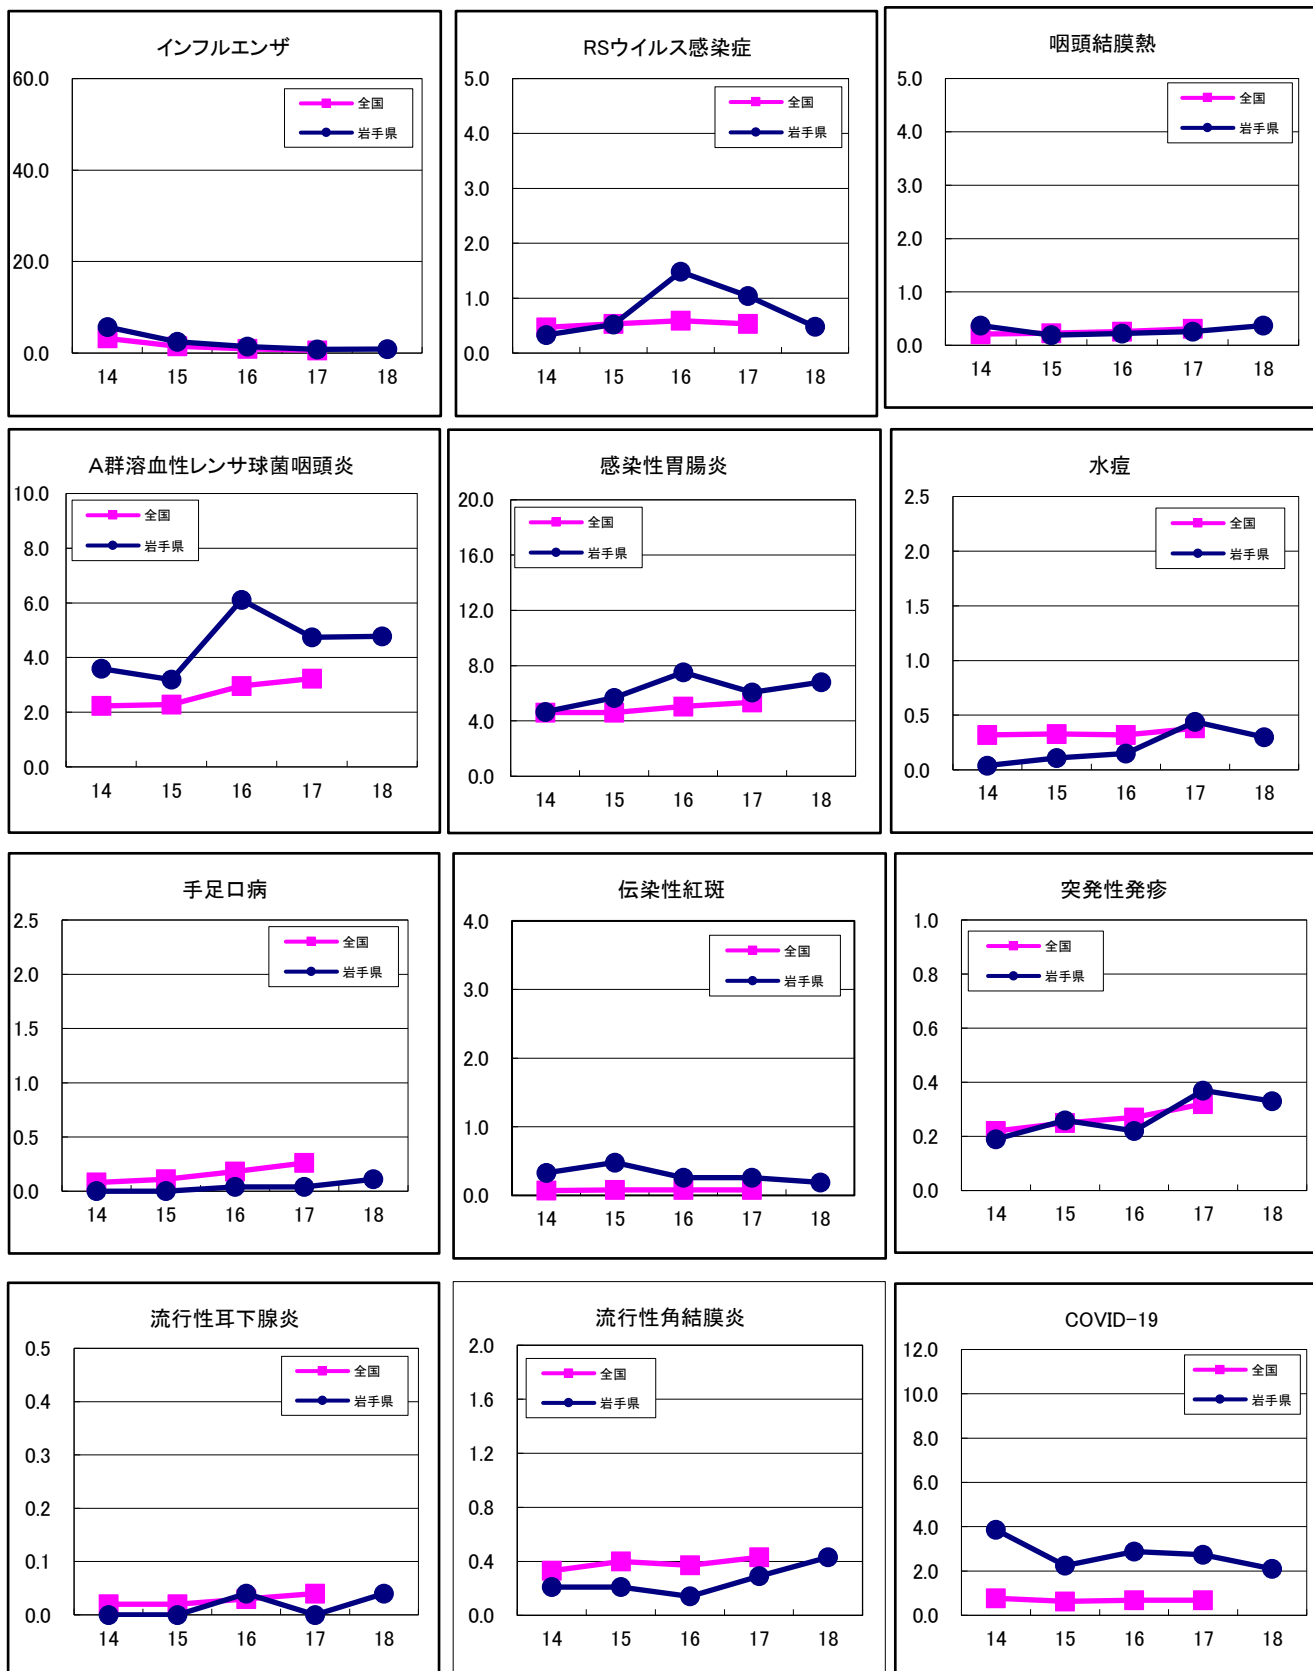 インフルエンザ
60.0
40.0
20.0
0.0
全国
岩手県
14 15 16 17 18
RSウイルス感染症
5.0
4.0
3.0
2.0
1.0
0.0
全国
岩手県
14 15 16 17 18
咽頭結膜熱
5.0
4.0
3.0
2.0
1.0
0.0
全国
岩手県
14 15 16 17 18
A群溶血性レンサ球菌咽頭炎
10.0
8.0
6.0
4.0
2.0
0.0
全国
岩手県
14 15 16 17 18
感染性胃腸炎
20.0
16.0
12.0
8.0
4.0
0.0
全国
岩手県
14 15 16 17 18
水痘
2.5
2.0
1.5
1.0
0.5
0.0
全国
岩手県
14 15 16 17 18
手足口病
2.5
2.0
1.5
1.0
0.5
0.0
全国
岩手県
14 15 16 17 18
伝染性紅斑
4.0
3.0
2.0
1.0
0.0
全国
岩手県
14 15 16 17 18
突発性発疹
1.0
0.8
0.6
0.4
0.2
0.0
全国
岩手県
14 15 16 17 18
流行性耳下腺炎
0.5
0.4
0.3
0.2
0.1
0.0
全国
岩手県
14 15 16 17 18
流行性角結膜炎
2.0
1.6
1.2
0.8
0.4
0.0
全国
岩手県
14 15 16 17 18
COVID-19
12.0
10.0
8.0
6.0
4.0
2.0
0.0
全国
岩手県
14 15 16 17 18